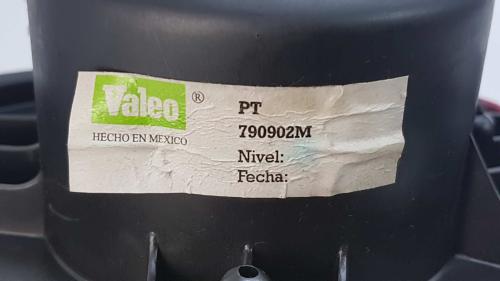 Valeo ®
HECHO EN MEXICO
PT
790902M
Nivel:
Fecha: